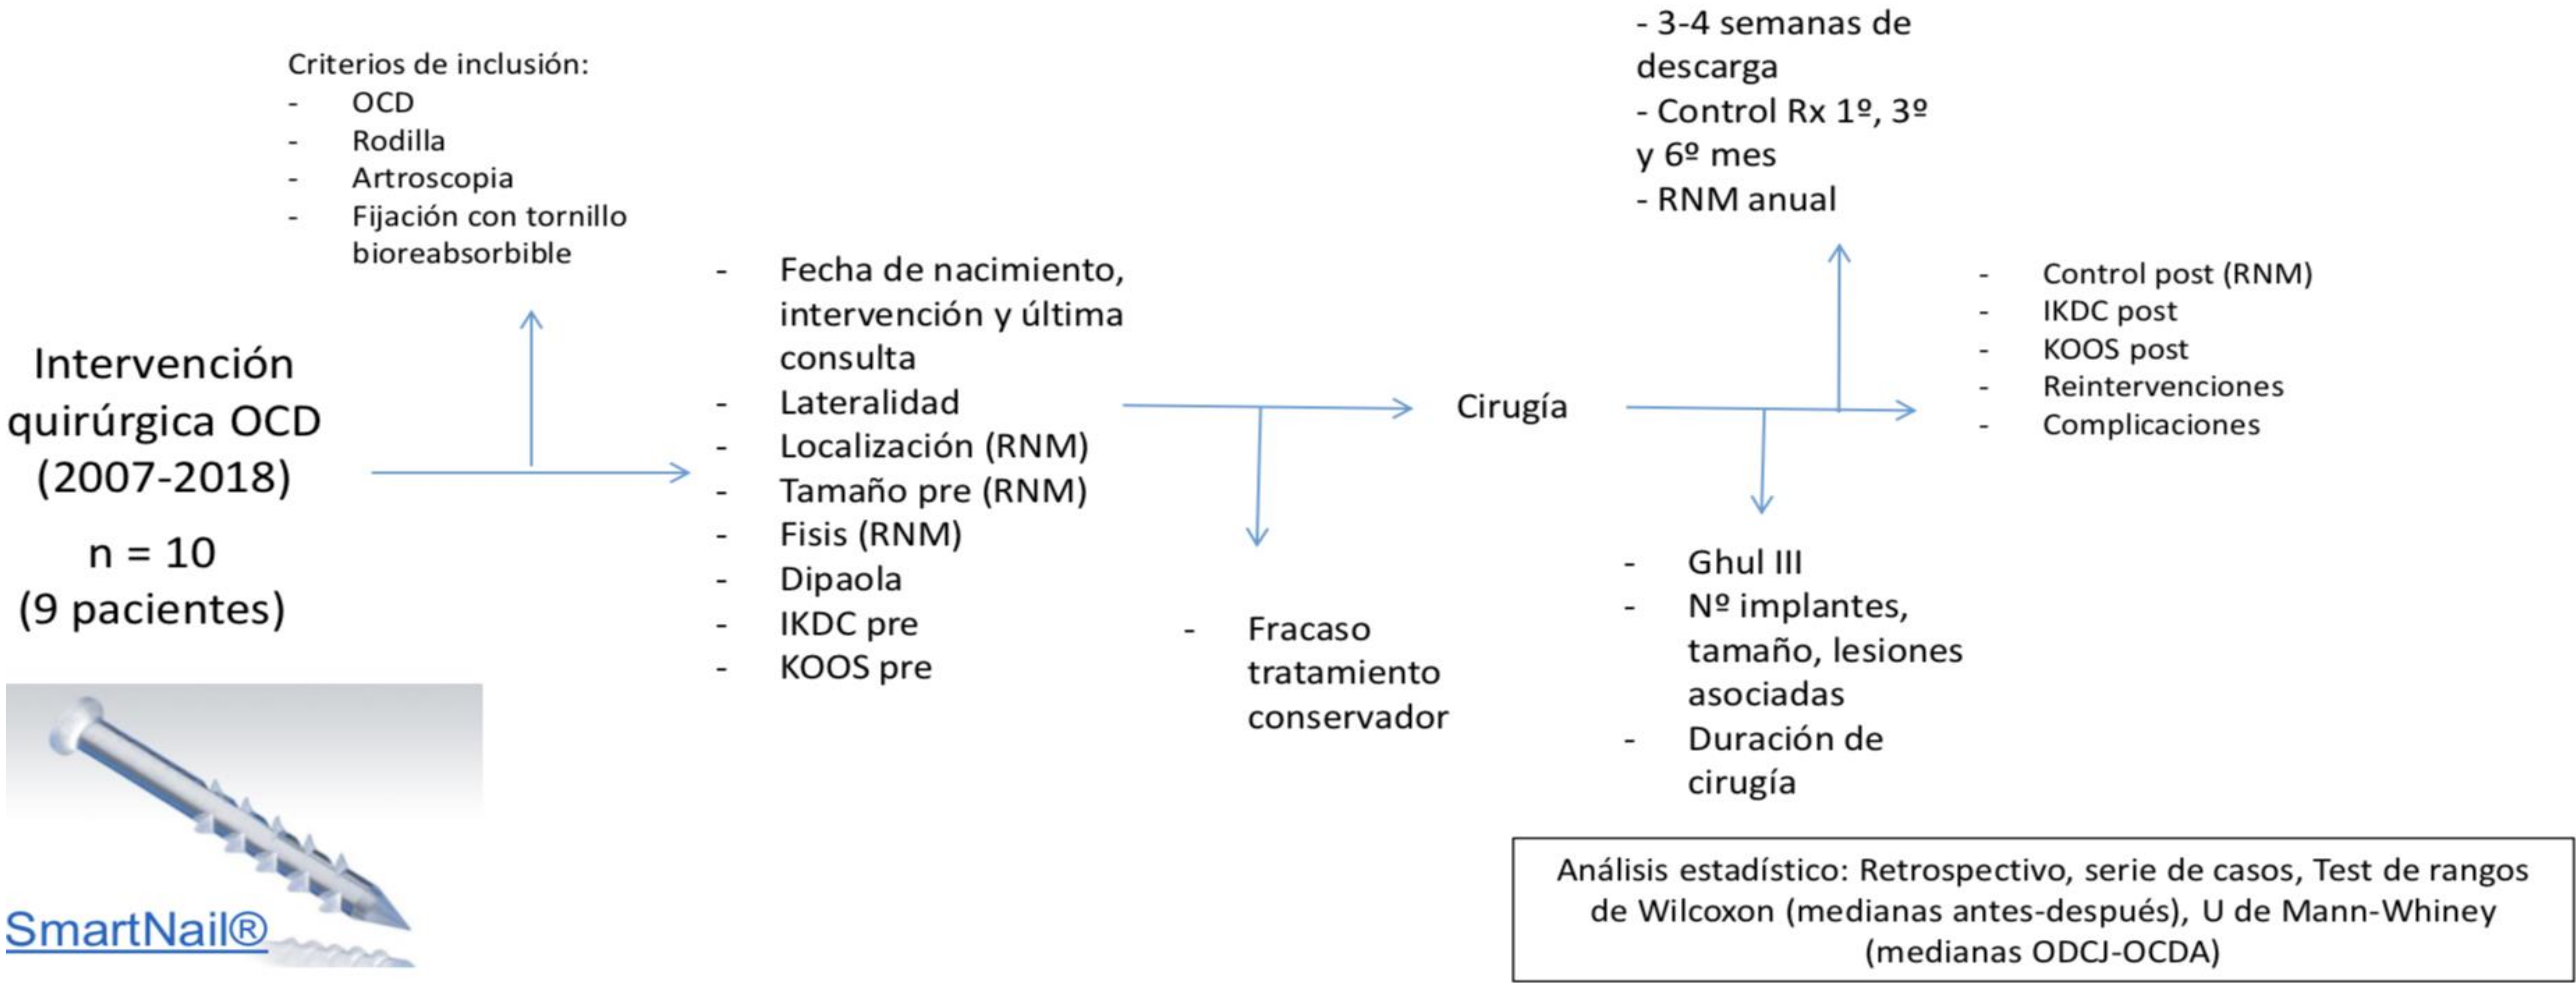 Intervención
quirúrgica OCD
(2007-2018)
n = 10
(9 pacientes)
SmartNail®
Criterios de inclusión:
- OCD
- Rodilla
- Artroscopia
- Fijación con tornillo
bioreabsorbible
- Fecha de nacimiento,
intervención y última
consulta
- Lateralidad
- Localización (RNM)
- Tamaño pre (RNM)
- Fisis (RNM)
- Dipaola
- IKDC pre
- KOOS pre
- Fracaso
tratamiento
conservador
Cirugía
- 3-4 semanas de
descarga
- Control Rx 1º, 3º
y 6º mes
- RNM anual
- Ghul III
- Nº implantes,
tamaño, lesiones
asociadas
- Duración de
cirugía
- Control post (RNM)
- IKDC post
- KOOS post
- Reintervenciones
- Complicaciones
Análisis estadístico: Retrospectivo, serie de casos, Test de rangos
de Wilcoxon (medianas antes-después), U de Mann-Whiney
(medianas ODCJ-OCDA)